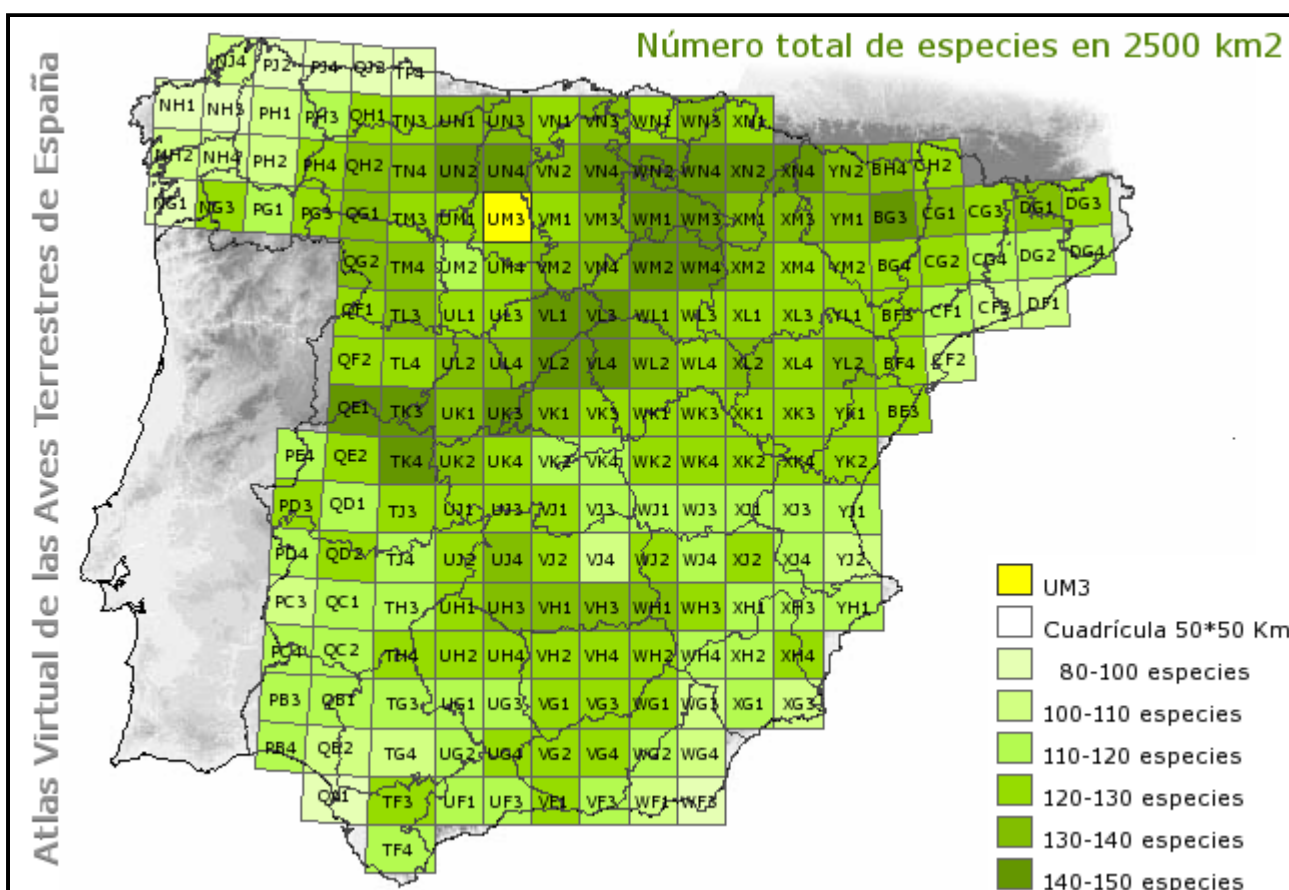 Número total de especies en 2500 km2
Atlas Virtual de las Aves Terrestres de España
NJ4 PJ2 PJ4 QJ2 TP4
NH1 NH3 PH1 PH3 QH1 TN3 UN1 UN3 VN1 VN3 WN1 WN3 XN1
NH2 NH4 PH2 PH4 QH2 TN4 UN2 UN4 VN2 VN4 WN2 WN4 XN2 XN4 YN2 BH4 CH2
NG1 NG3 PG1 PG3 QG1 TM3 UM1 UM3 VM1 VM3 WM1 WM3 XM1 XM3 YM1 BG3 CG1 CG3 DG1 DG3
QG2 TM4 UM2 UM4 VM2 VM4 WM2 WM4 XM2 XM4 YM2 BG4 CG2 CG4 DG2 DG4
QF1 TL3 UL1 UL3 VL1 VL3 WL1 WL3 XL1 XL3 YL1 BF3 CF1 CF3 DF1
QF2 TL4 UL2 UL4 VL2 VL4 WL2 WL4 XL2 XL4 YL2 BF4 CF2
QE1 TK3 UK1 UK3 VK1 VK3 WK1 WK3 XK1 XK3 YK1 BE3
PE4 QE2 TK4 UK2 UK4 VK2 VK4 WK2 WK4 XK2 XK4 YK2
PD3 QD1 TJ3 UJ1 UJ3 VJ1 VJ3 WJ1 WJ3 XJ1 XJ3 YJ1
PD4 QD2 TJ4 UJ2 UJ4 VJ2 VJ4 WJ2 WJ4 XJ2 XJ4 YJ2
PC3 QC1 TH3 UH1 UH3 VH1 VH3 WH1 WH3 XH1 XH3 YH1
PC4 QC2 TH4 UH2 UH4 VH2 VH4 WH2 WH4 XH2 XH4
PB3 QB1 TG3 UG1 UG3 VG1 VG3 WG1 WG3 XG1 XG3
PB4 QB2 TG4 UG2 UG4 VG2 VG4 WG2 WG4
QA1 TF3 UF1 UF3 VF1 VF3 WF1 WF3
TF4
UM3
Cuadrícula 50*50 Km
80-100 especies
100-110 especies
110-120 especies
120-130 especies
130-140 especies
140-150 especies